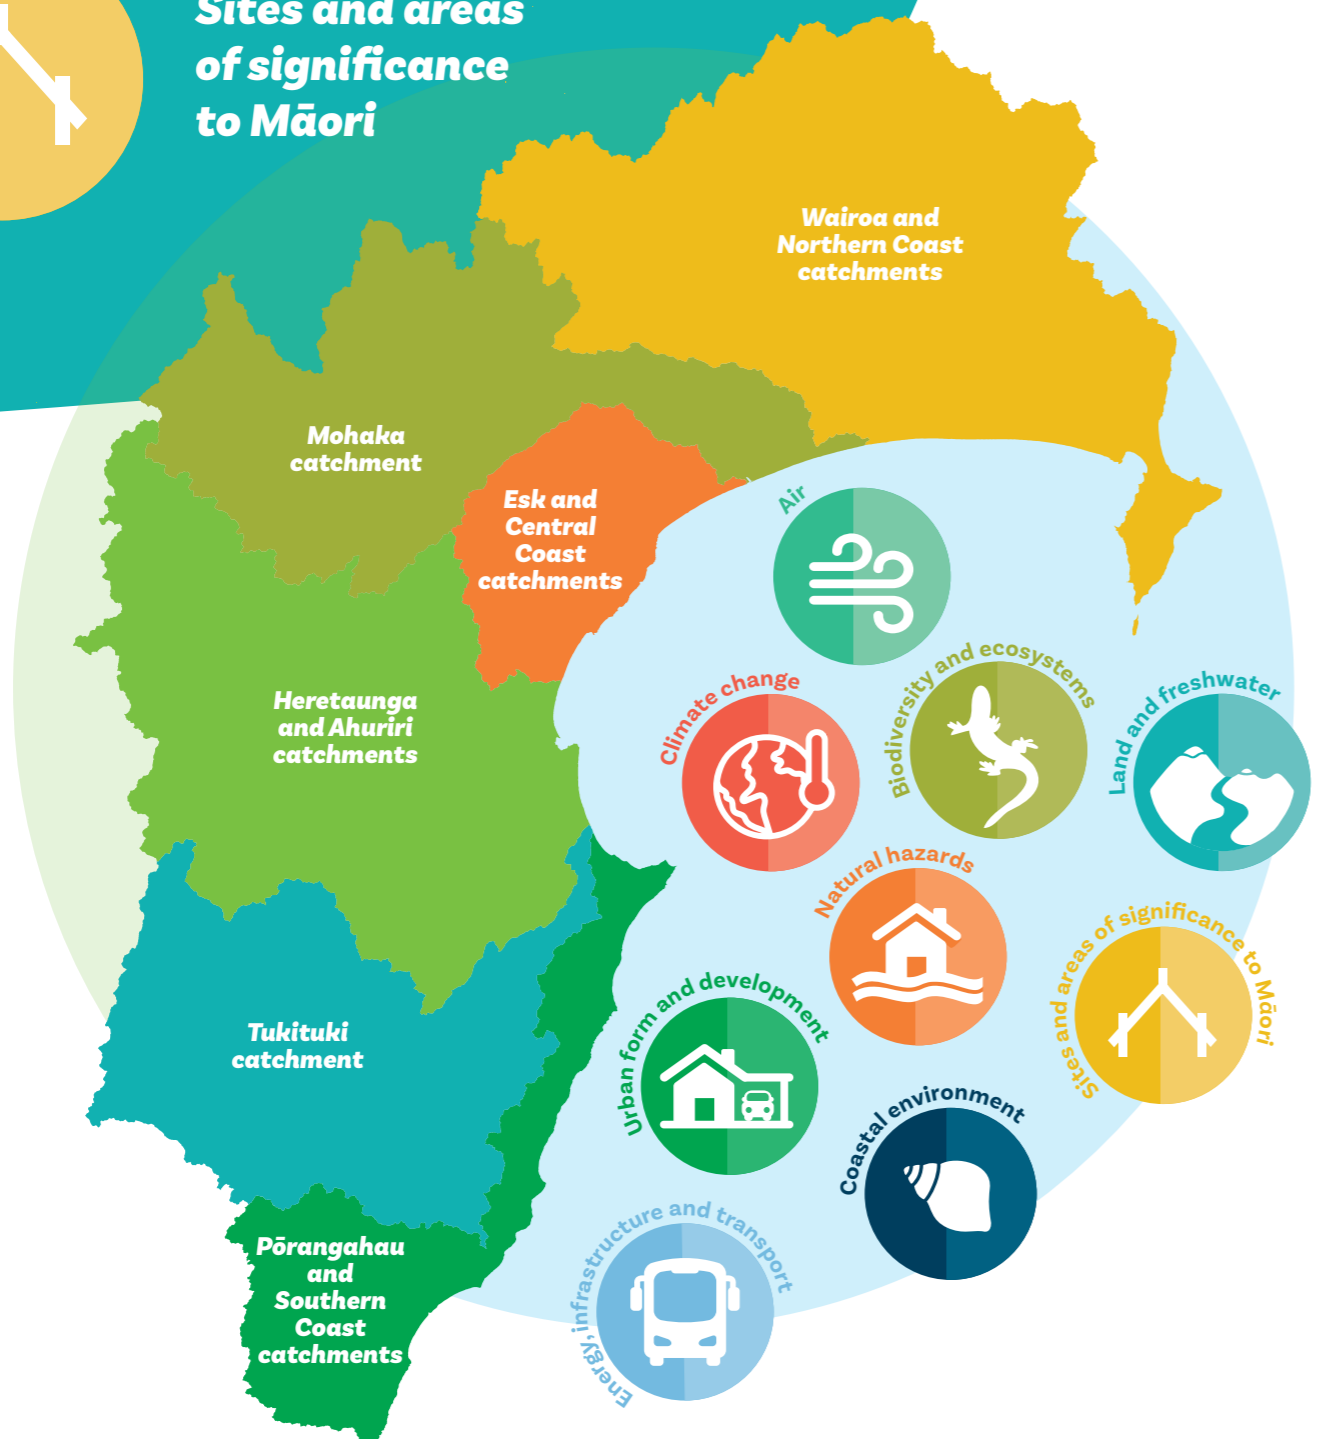 Sites and areas
of significance
to Māori
Wairoa and
Northern Coast
catchments
Mohaka
catchment
Esk and
Central
Coast
catchments
Heretaunga
and Ahuriri
catchments
Tukituki
catchment
Pōrangahau
and
Southern
Coast
catchments
Air
Climate change
Biodiversity and ecosystems
Land and freshwater
Natural hazards
Sites and areas of significance to Māori
Urban form and development
Coastal environment
Energy, infrastructure and transport